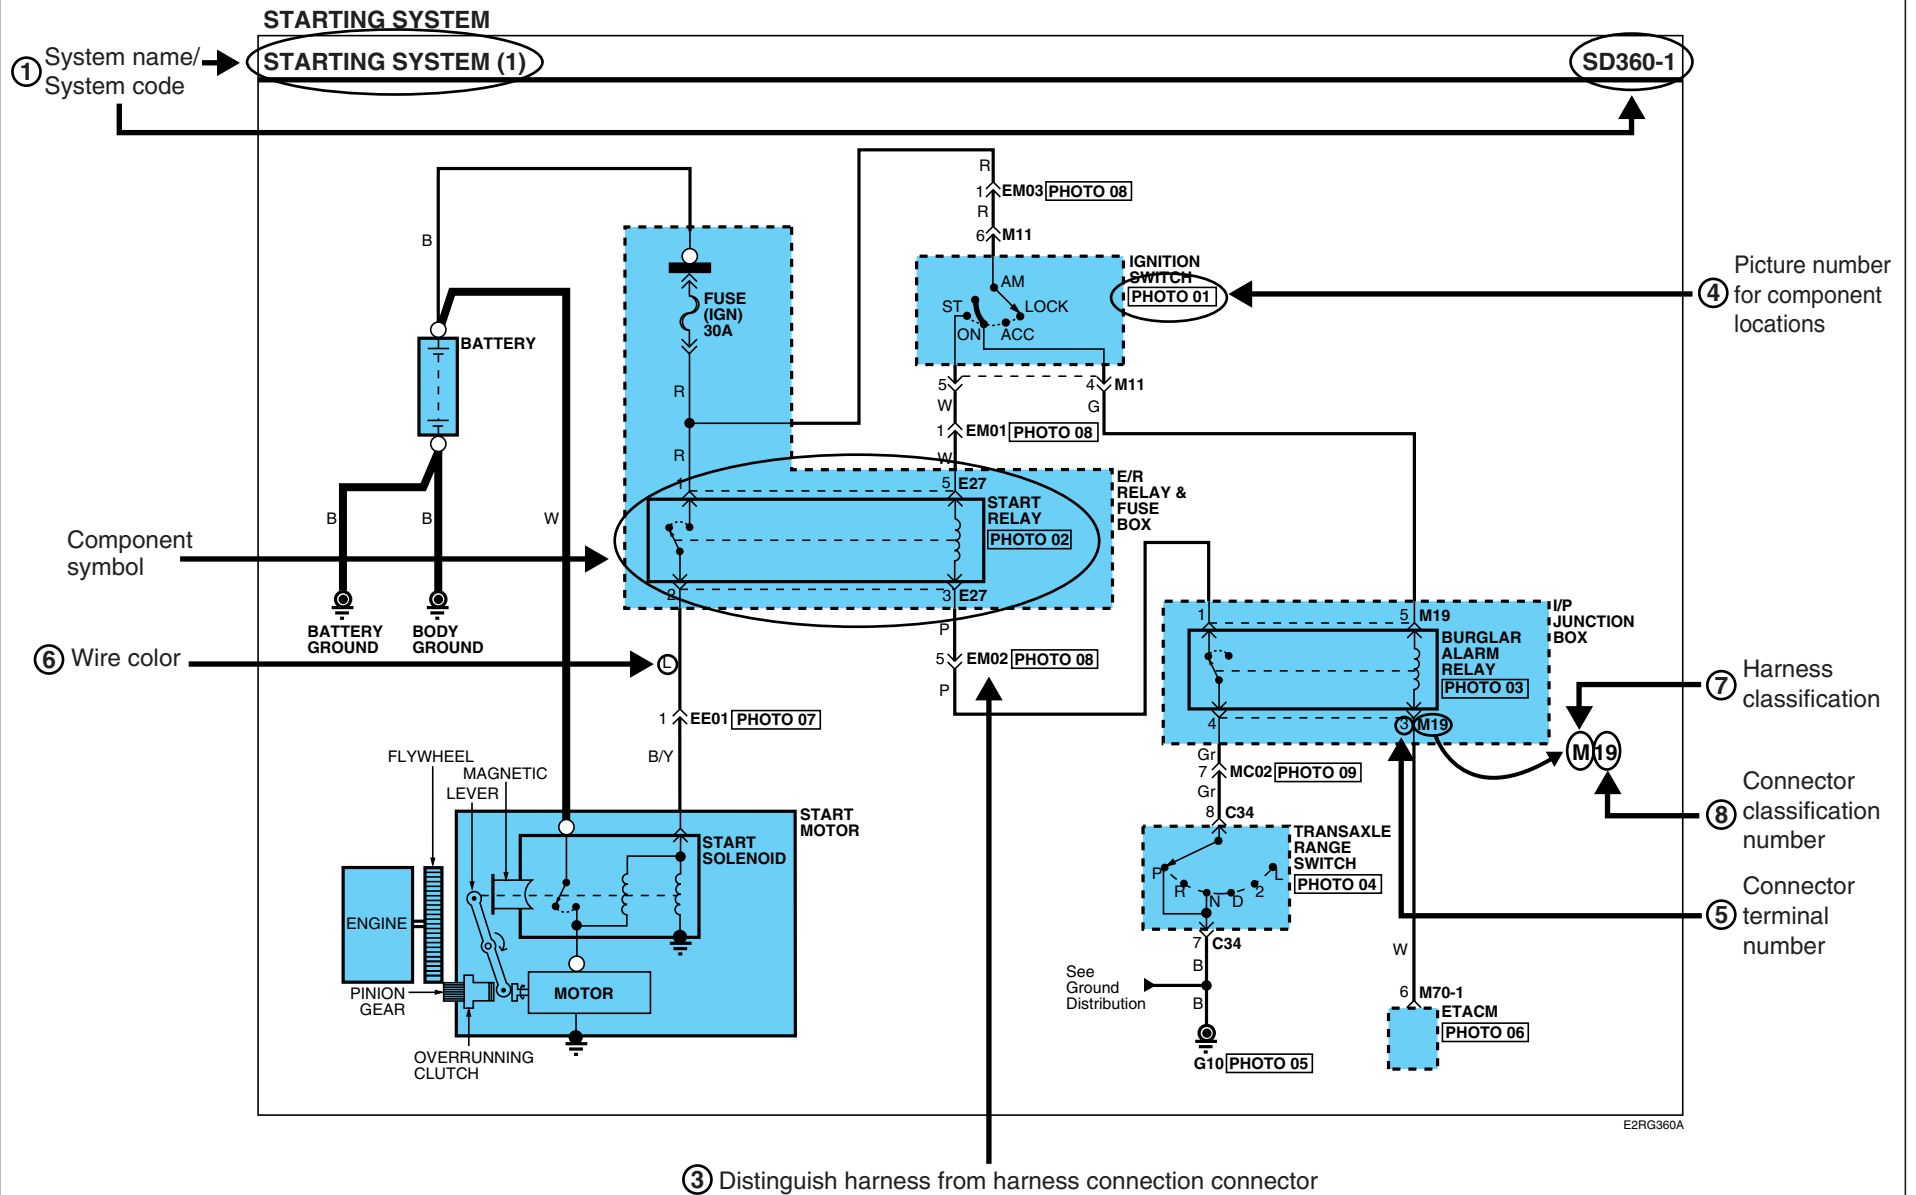 STARTING SYSTEM
1 System name/
System code
STARTING SYSTEM (1)
SD360-1
R
1 EM03 PHOTO 08
R
6 M11
B
IGNITION
SWITCH
PHOTO 01
AM
ST
LOCK
ON ACC
4 Picture number
for component
locations
FUSE
(IGN)
30A
BATTERY
R
5
4 M11
W
G
1 EM01 PHOTO 08
R
W
1
5 E27
START
RELAY
PHOTO 02
E/R
RELAY &
FUSE
BOX
B
B
W
Component
symbol
2
3 E27
BATTERY
GROUND
BODY
GROUND
P
1
5 M19
I/P
JUNCTION
BOX
6 Wire color
L
5 EM02 PHOTO 08
P
BURGLAR
ALARM
RELAY
PHOTO 03
7 Harness
classification
1 EE01 PHOTO 07
4
3 M19
M 19
B/Y
Gr
7 MC02 PHOTO 09
Gr
8 C34
8 Connector
classification
number
FLYWHEEL
MAGNETIC
LEVER
START
MOTOR
START
SOLENOID
TRANSAXLE
RANGE
SWITCH
PHOTO 04
P
R
N
D
2
L
5 Connector
terminal
number
ENGINE
7 C34
B
W
See
Ground
Distribution
B
PINION
GEAR
MOTOR
6 M70-1
ETACM
PHOTO 06
OVERRUNNING
CLUTCH
G10 PHOTO 05
E2RG360A
3 Distinguish harness from harness connection connector